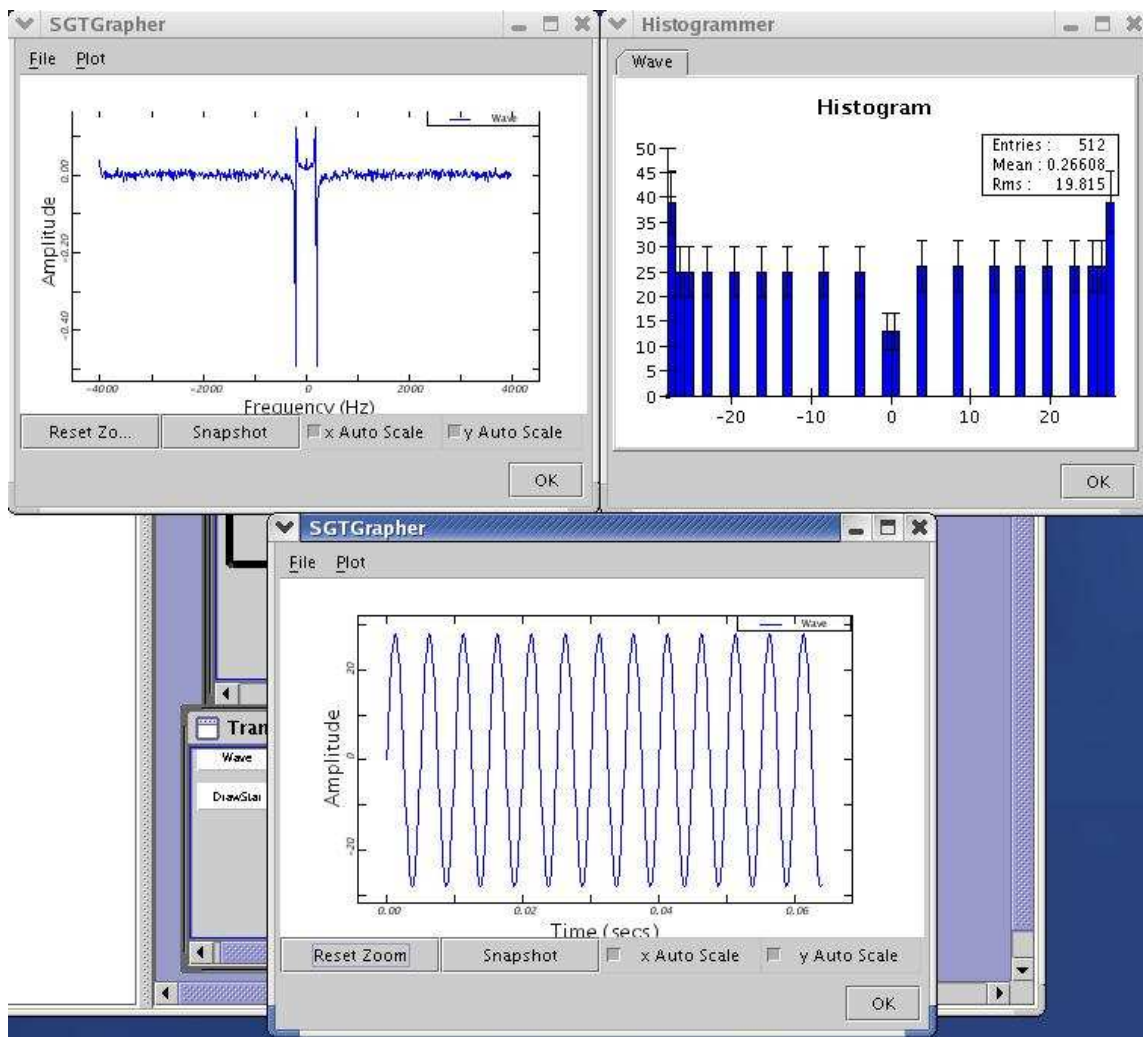 SGTGrapher
File Plot
Wave
0.00
-0.20
-0.40
Amplitude
-4000 -2000 0 2000 4000
Frequency (Hz)
Reset Zo... Snapshot x Auto Scale y Auto Scale
OK
Histogrammer
Wave
Histogram
Entries : 512
Mean : 0.26608
Rms : 19.815
50
45
40
35
30
25
20
15
10
5
0
-20 -10 0 10 20
OK
SGTGrapher
File Plot
Wave
20
0
-20
Amplitude
0.00 0.02 0.04 0.06
Time (secs)
Reset Zoom Snapshot x Auto Scale y Auto Scale
OK
Tran
Wave
DrawStar